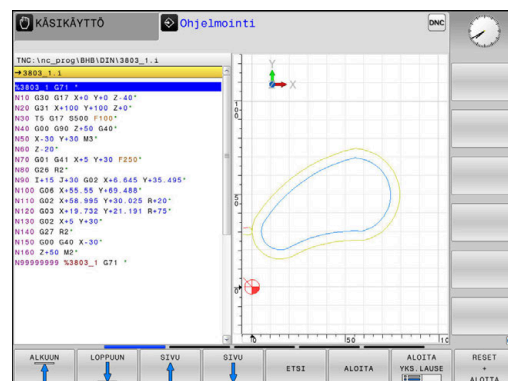 KÄSIKÄYTTÖ
Ohjelmointi
DNC
TNC:\nc_prog\BHB\DIN\3803_1.i
→3803_1.i
%3803_1 G71 *
N10 G30 G17 X+0 Y+0 Z-40*
N20 G31 X+100 Y+100 Z+0*
N30 T5 G17 S500 F100*
N40 G00 G90 Z+50 G40*
N50 X-30 Y+30 M3*
N60 Z-20*
N70 G01 G41 X+5 Y+30 F250*
N80 G26 R2*
N90 I+15 J+30 G02 X+6.645 Y+35.495*
N100 G06 X+55.55 Y+69.488*
N110 G02 X+58.995 Y+30.025 R+20*
N120 G03 X+19.732 Y+21.191 R+75*
N130 G02 X+5 Y+30*
N140 G27 R2*
N150 G00 G40 X-30*
N160 Z+50 M2*
N99999999 %3803_1 G71 *
Y
X
100
50
0
0
50
10
ALKUUN
LOPPUUN
SIVU
SIVU
ETSI
ALOITA
ALOITA
YKS.LAUSE
RESET
+
ALOITA